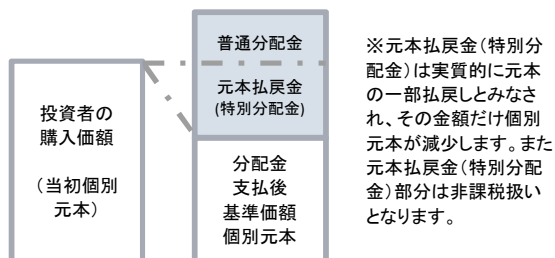 投資者の
購入価額
(当初個別
元本)
普通分配金
元本払戻金
(特別分配金)
分配金
支払後
基準価額
個別元本
※元本払戻金(特別分
配金)は実質的に元本
の一部払戻しとみなさ
れ、その金額だけ個別
元本が減少します。また
元本払戻金(特別分配
金)部分は非課税扱い
となります。